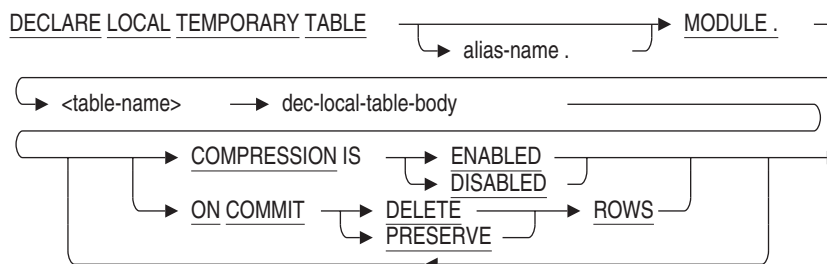 DECLARE LOCAL TEMPORARY TABLE MODULE .
alias-name .
<table-name> dec-local-table-body
COMPRESSION IS ENABLED
DISABLED
ON COMMIT DELETE ROWS
PRESERVE